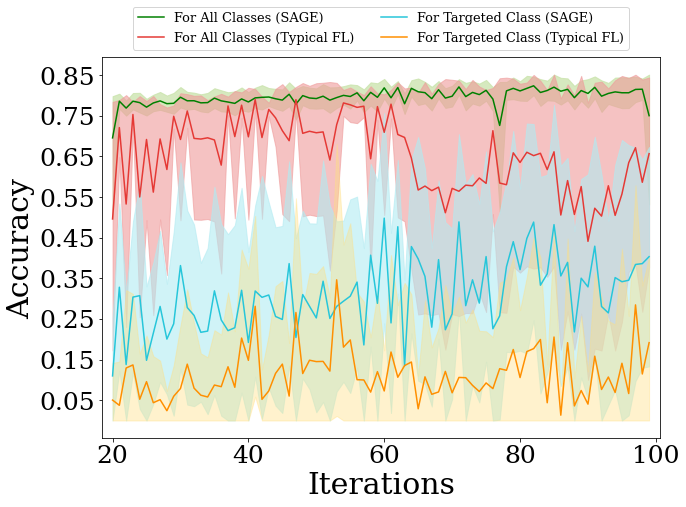 For All Classes (SAGE)
For All Classes (Typical FL)
For Targeted Class (SAGE)
For Targeted Class (Typical FL)
0.85
0.75
0.65
0.55
0.45
0.35
0.25
0.15
0.05
Accuracy
20 40 60 80 100
Iterations